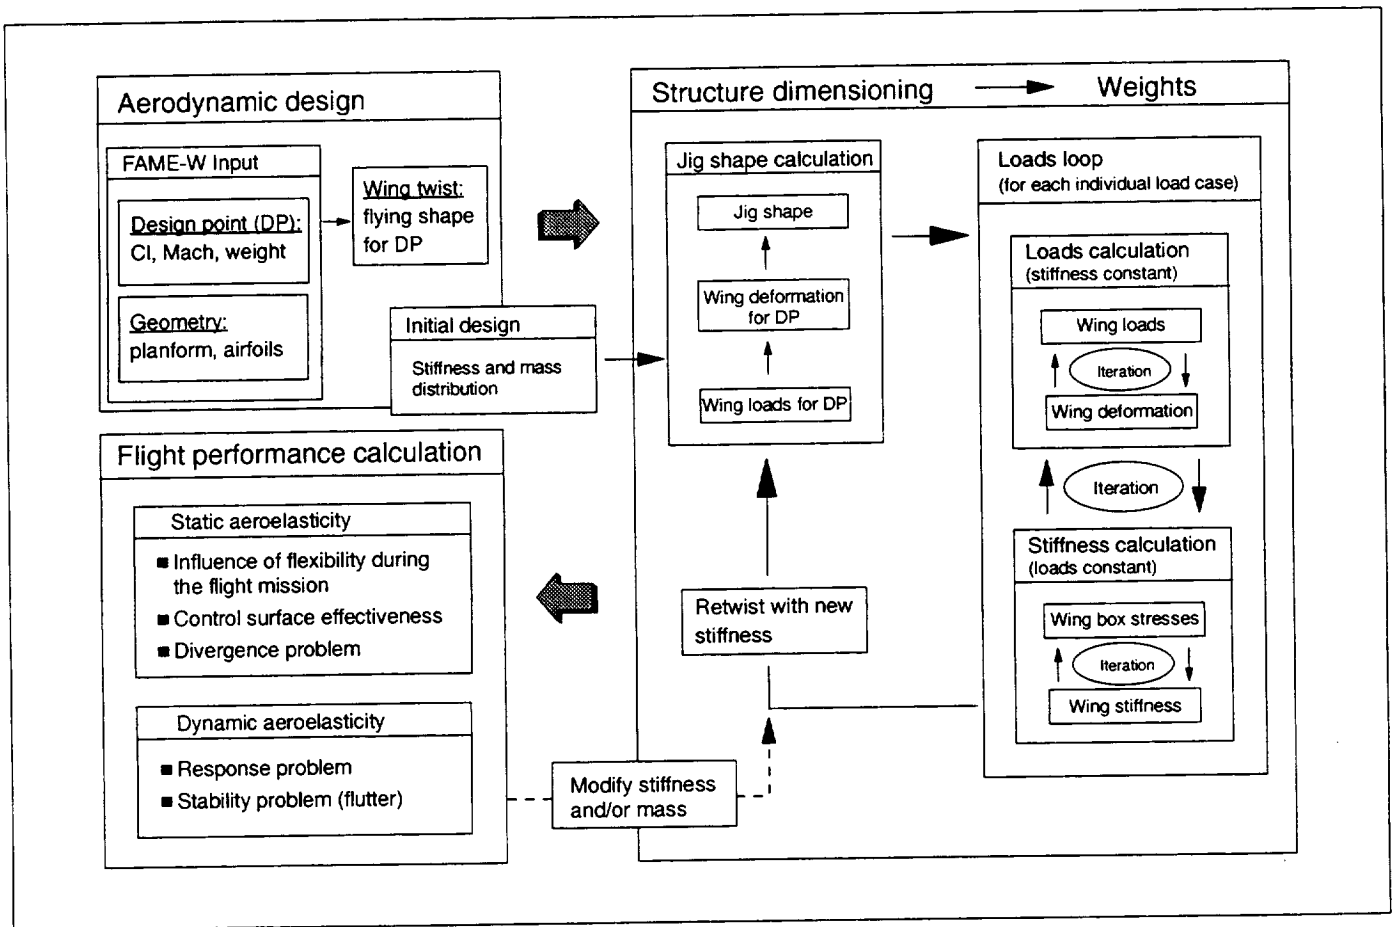 Aerodynamic design
FAME-W Input
Design point (DP):
Cl, Mach, weight
Geometry:
planform, airfoils
Wing twist:
flying shape
for DP
Initial design
Stiffness and mass
distribution
Structure dimensioning
Weights
Jig shape calculation
Jig shape
Wing deformation
for DP
Wing loads for DP
Loads loop
(for each individual load case)
Loads calculation
(stiffness constant)
Wing loads
Iteration
Wing deformation
Iteration
Stiffness calculation
(loads constant)
Wing box stresses
Iteration
Wing stiffness
Retwist with new
stiffness
Flight performance calculation
Static aeroelasticity
■ Influence of flexibility during
the flight mission
■ Control surface effectiveness
■ Divergence problem
Dynamic aeroelasticity
■ Response problem
■ Stability problem (flutter)
Modify stiffness
and/or mass